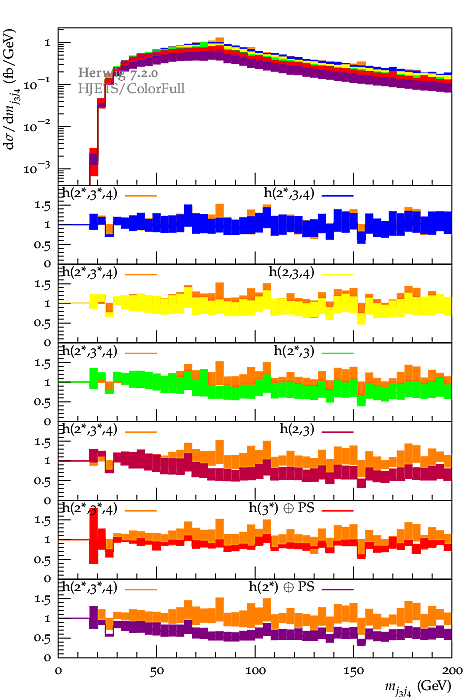 dσ/dm_{j_3j_4} (fb/GeV)
1
10⁻¹
10⁻²
10⁻³
Herwig 7.2.0
HJETS/ColorFull
h(2*,3*,4) h(2*,3,4)
1.5
1
0.5
0
h(2*,3*,4) h(2,3,4)
1.5
1
0.5
0
h(2*,3*,4) h(2*,3)
1.5
1
0.5
0
h(2*,3*,4) h(2,3)
1.5
1
0.5
0
h(2*,3*,4) h(3*) ⊕ PS
1.5
1
0.5
0
h(2*,3*,4) h(2*) ⊕ PS
1.5
1
0.5
0
0 50 100 150 200
m_{j_3j_4} (GeV)